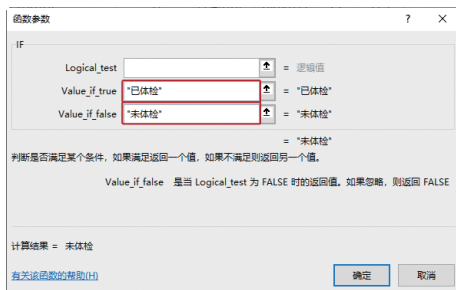 函数参数 ? ×
IF
Logical_test = 逻辑值
Value_if_true "已体检" = "已体检"
Value_if_false "未体检" = "未体检"
= "未体检"
判断是否满足某个条件，如果满足返回一个值，如果不满足则返回另一个值。
Value_if_false 是当 Logical_test 为 FALSE 时的返回值。如果忽略，则返回 FALSE
计算结果 = 未体检
有关该函数的帮助(H) 确定 取消